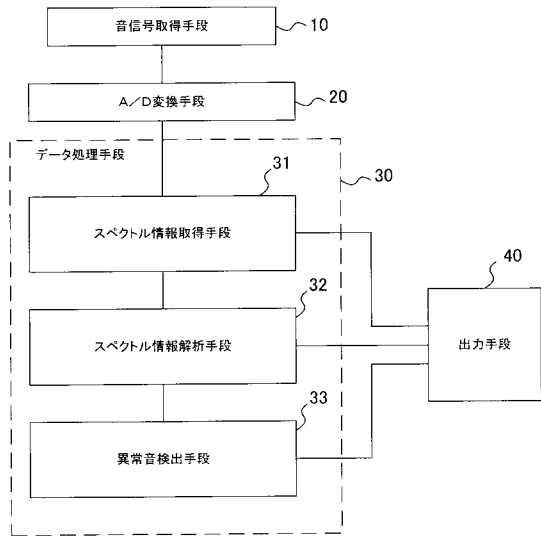 音信号取得手段
10
A/D変換手段
20
データ処理手段
30
31
スペクトル情報取得手段
32
スペクトル情報解析手段
33
異常音検出手段
40
出力手段